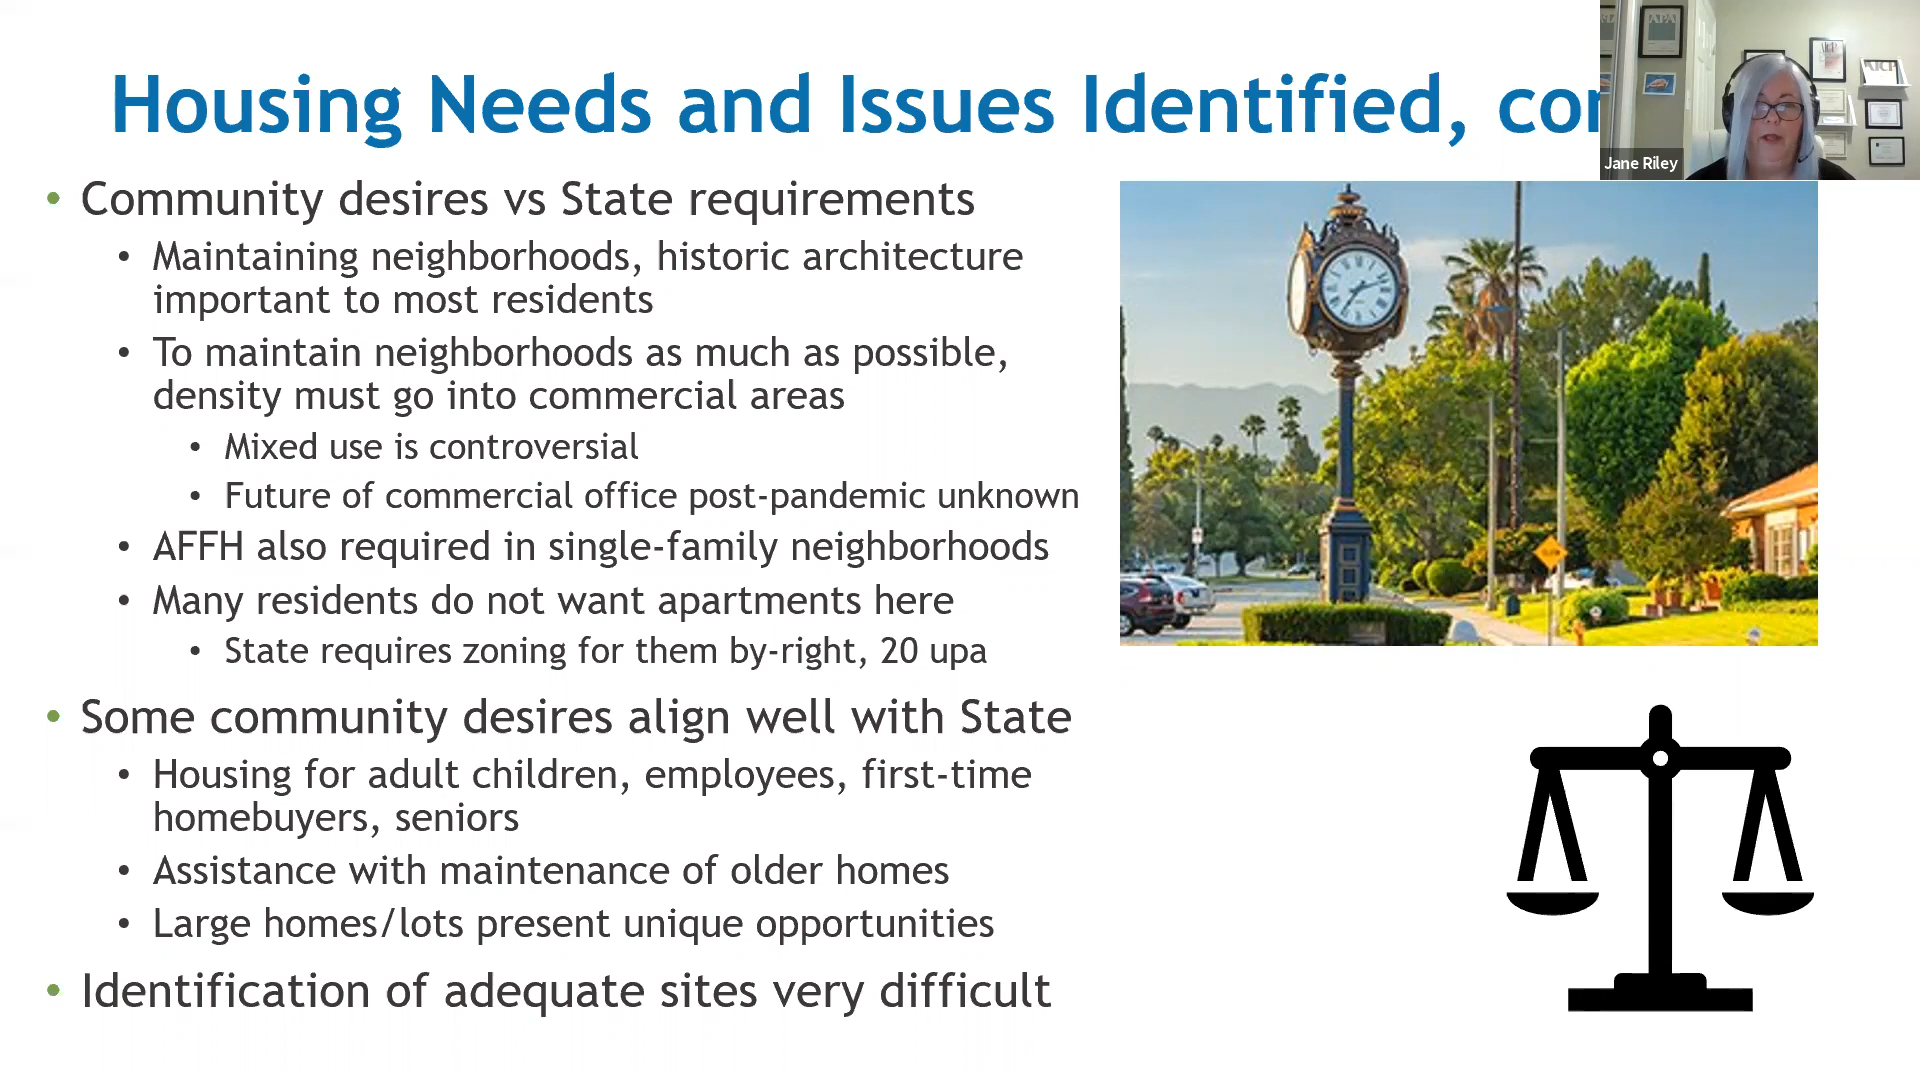 Housing Needs and Issues Identified, con
APA
AICP
Jane Riley
• Community desires vs State requirements
• Maintaining neighborhoods, historic architecture
important to most residents
• To maintain neighborhoods as much as possible,
density must go into commercial areas
• Mixed use is controversial
• Future of commercial office post-pandemic unknown
• AFFH also required in single-family neighborhoods
• Many residents do not want apartments here
• State requires zoning for them by-right, 20 upa
• Some community desires align well with State
• Housing for adult children, employees, first-time
homebuyers, seniors
• Assistance with maintenance of older homes
• Large homes/lots present unique opportunities
• Identification of adequate sites very difficult